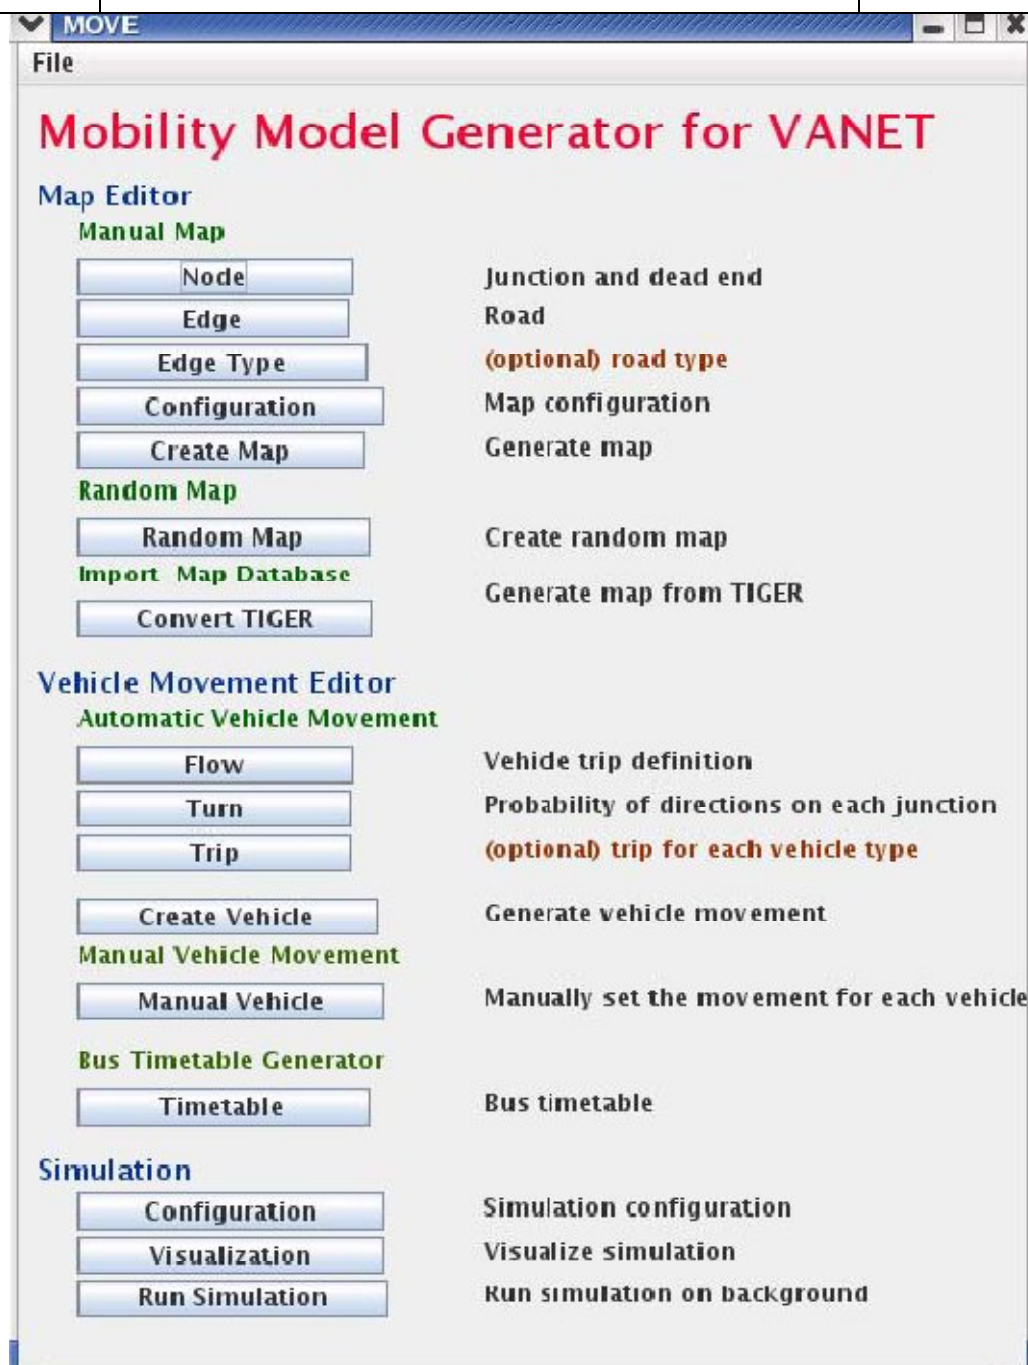 MOVE
File
Mobility Model Generator for VANET
Map Editor
Manual Map
Node Junction and dead end
Edge Road
Edge Type (optional) road type
Configuration Map configuration
Create Map Generate map
Random Map
Random Map Create random map
Import Map Database
Convert TIGER Generate map from TIGER
Vehicle Movement Editor
Automatic Vehicle Movement
Flow Vehicle trip definition
Turn Probability of directions on each junction
Trip (optional) trip for each vehicle type
Create Vehicle Generate vehicle movement
Manual Vehicle Movement
Manual Vehicle Manually set the movement for each vehicle
Bus Timetable Generator
Timetable Bus timetable
Simulation
Configuration Simulation configuration
Visualization Visualize simulation
Run Simulation Run simulation on background